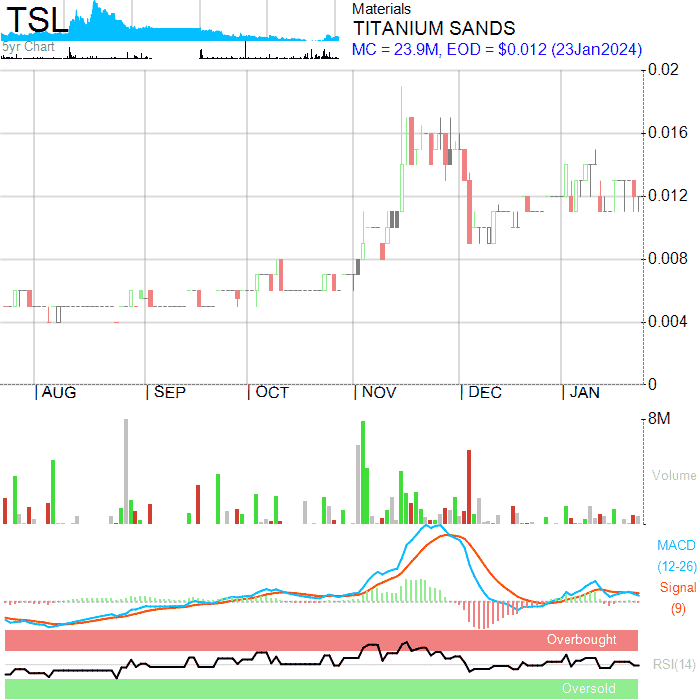 TSL
5yr Chart
Materials
TITANIUM SANDS
MC = 23.9M, EOD = $0.012 (23Jan2024)
0.02
0.016
0.012
0.008
0.004
0
AUG SEP OCT NOV DEC JAN
8M
Volume
MACD
(12-26)
Signal
(9)
Overbought
RSI(14)
Oversold